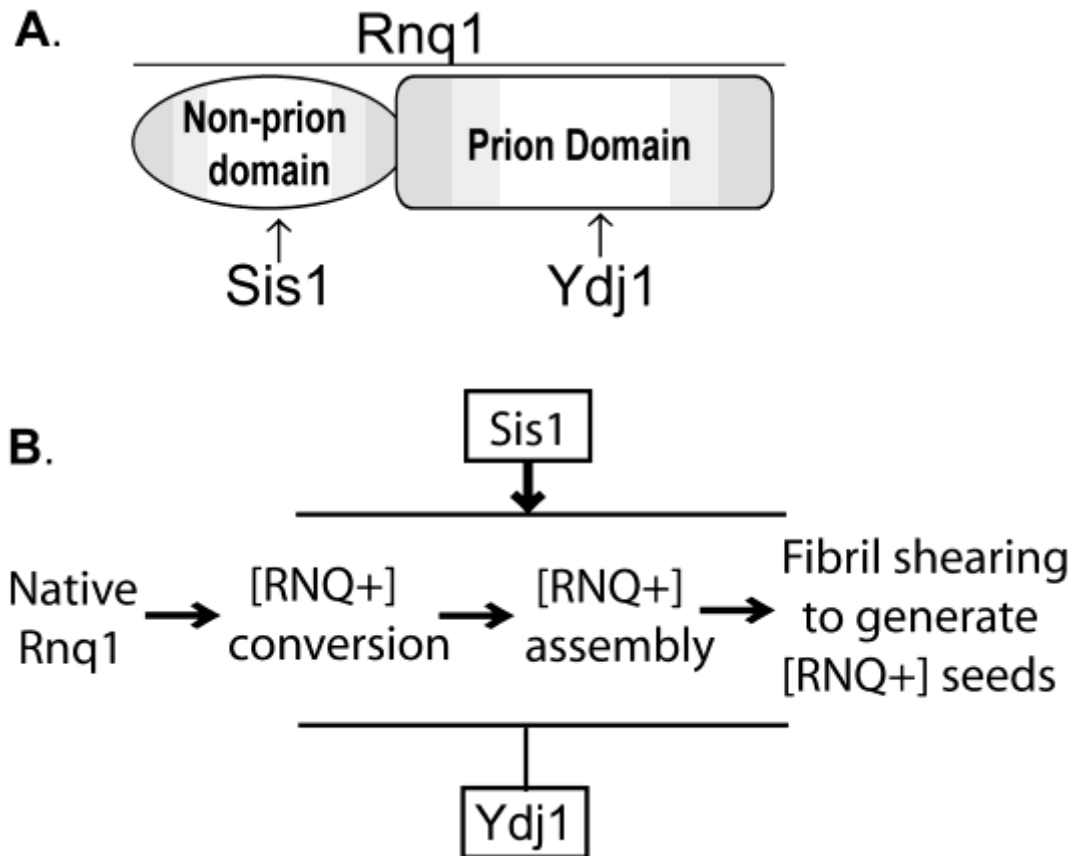 A.
Rnq1
Non-prion
domain
Prion Domain
Sis1
Ydj1
B.
Sis1
Native
Rnq1
[RNQ+]
conversion
[RNQ+]
assembly
Fibril shearing
to generate
[RNQ+] seeds
Ydj1